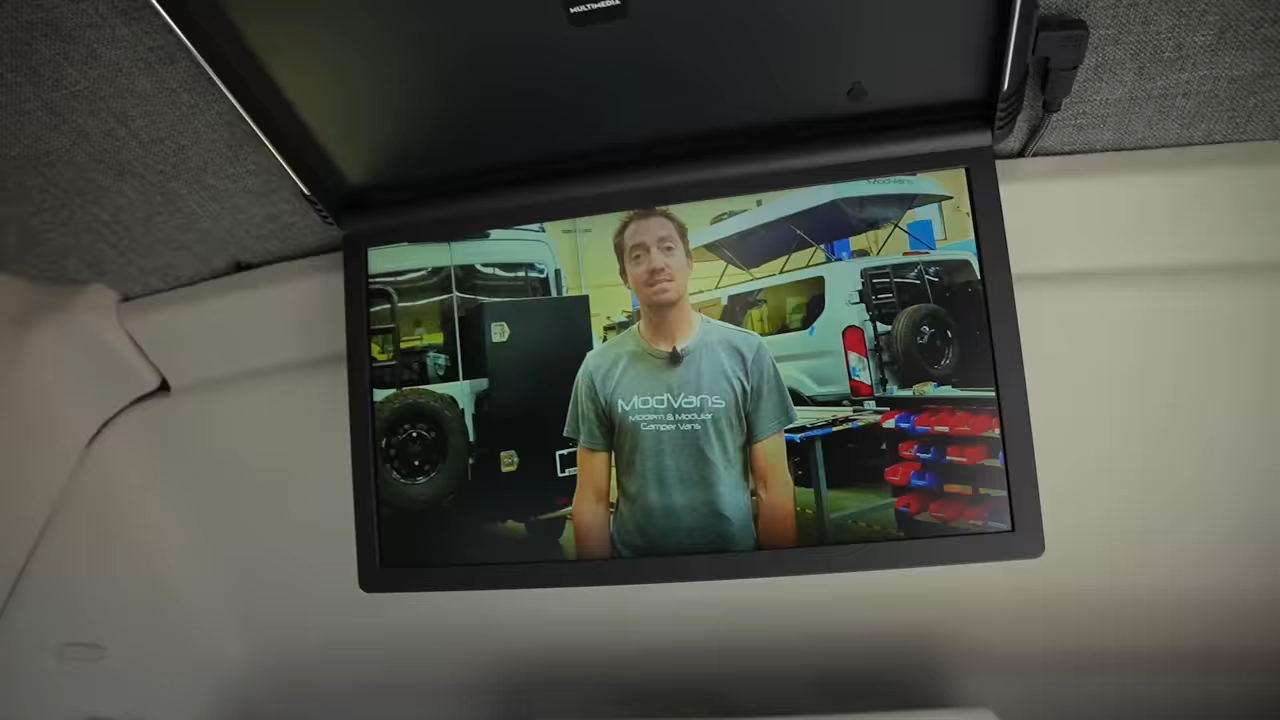 MULTIMEDIA
ModVans
ModVans
Modern & Modular
Camper Vans